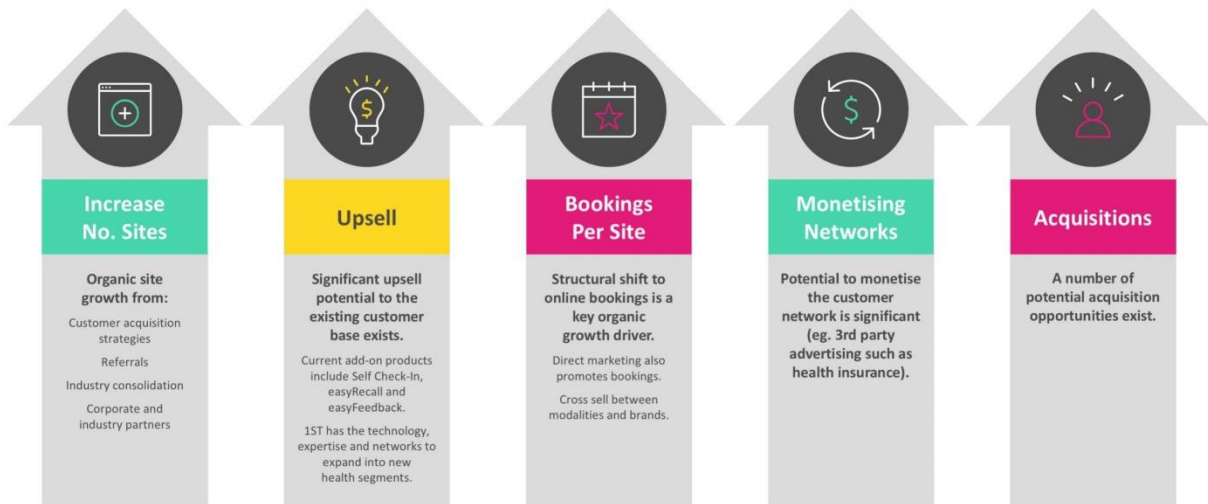 Increase
No. Sites
Organic site
growth from:
Customer acquisition
strategies
Referrals
Industry consolidation
Corporate and
industry partners
$
Upsell
Significant upsell
potential to the
existing customer
base exists.
Current add-on products
include Self Check-In,
easyRecall and
easyFeedback.
1ST has the technology,
expertise and networks to
expand into new
health segments.
Bookings
Per Site
Structural shift to
online bookings is a
key organic
growth driver.
Direct marketing also
promotes bookings.
Cross sell between
modalities and brands.
$
Monetising
Networks
Potential to monetise
the customer
network is significant
(eg. 3rd party
advertising such as
health insurance).
Acquisitions
A number of
potential acquisition
opportunities exist.